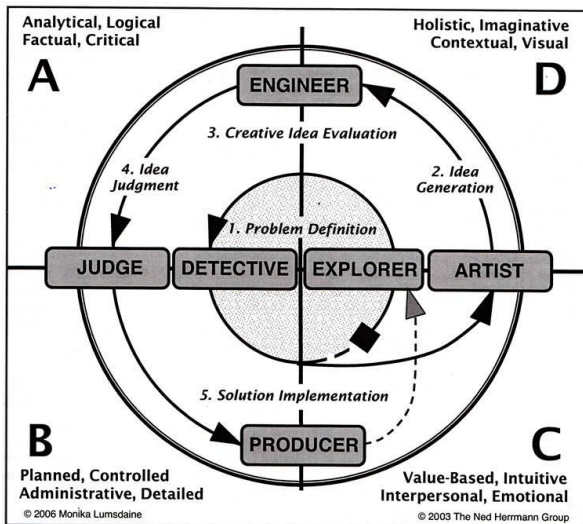 Analytical, Logical
Factual, Critical
A
Holistic, Imaginative
Contextual, Visual
D
ENGINEER
3. Creative Idea Evaluation
4. Idea
Judgment
2. Idea
Generation
1. Problem Definition
JUDGE
DETECTIVE
EXPLORER
ARTIST
5. Solution Implementation
PRODUCER
B
Planned, Controlled
Administrative, Detailed
© 2006 Monika Lumsdaine
C
Value-Based, Intuitive
Interpersonal, Emotional
© 2003 The Ned Herrmann Group